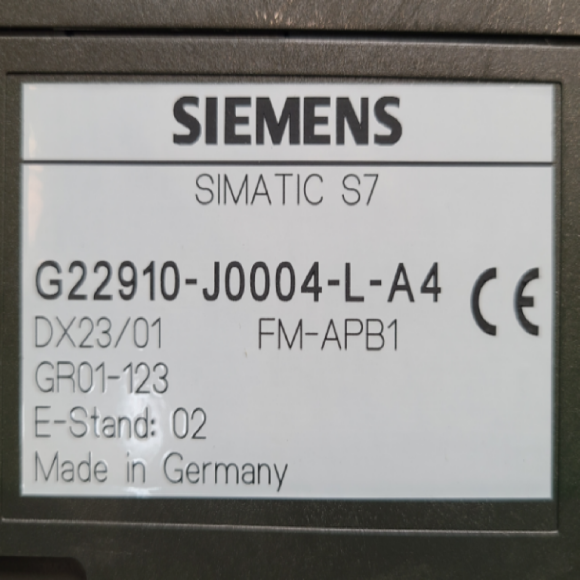 SIEMENS
SIMATIC S7
G22910-J0004-L-A4 CE
DX23/01 FM-APB1
GR01-123
E-Stand: 02
Made in Germany